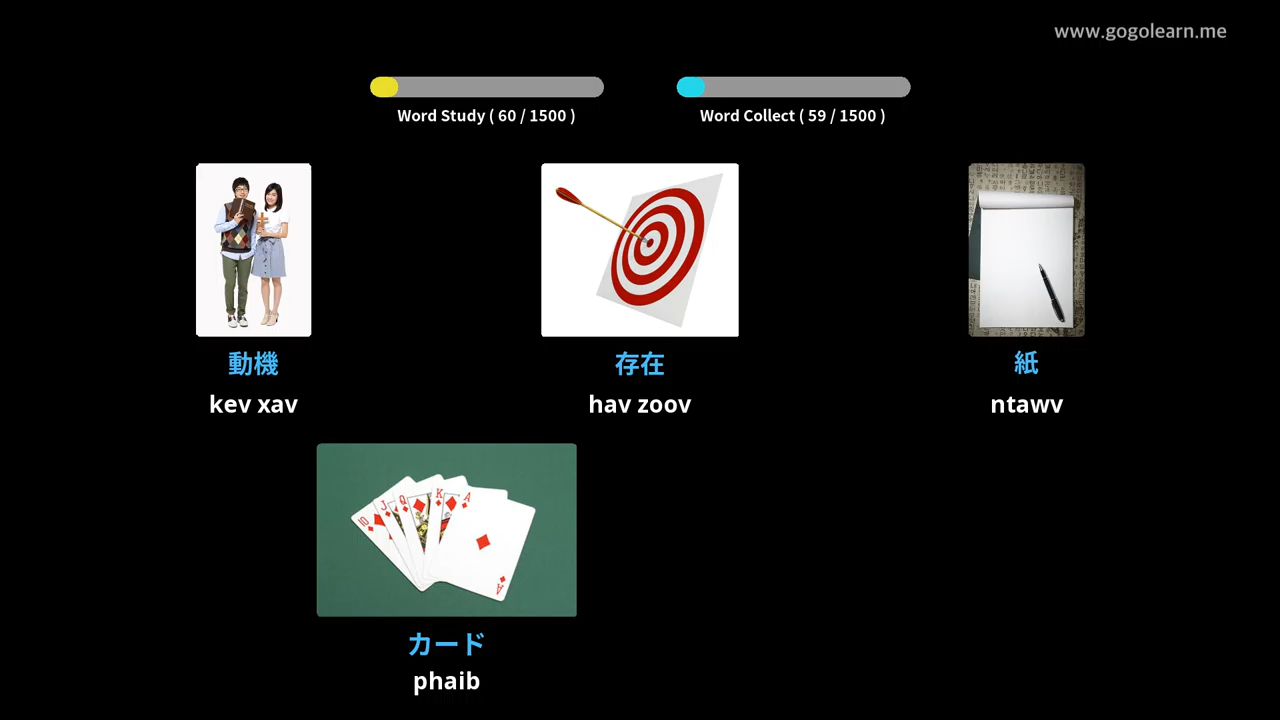 www.gogolearn.me
Word Study ( 60 / 1500 )
Word Collect ( 59 / 1500 )
動機
kev xav
存在
hav zoov
紙
ntawv
10 J Q K A
A
カード
phaib